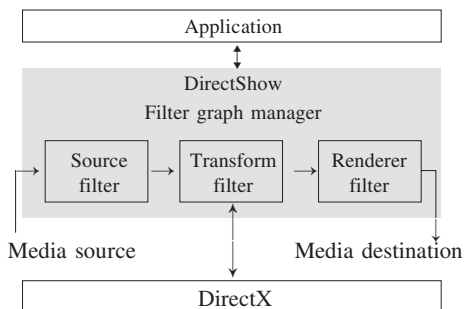 Application
DirectShow
Filter graph manager
Source
filter
Transform
filter
Renderer
filter
Media source
Media destination
DirectX